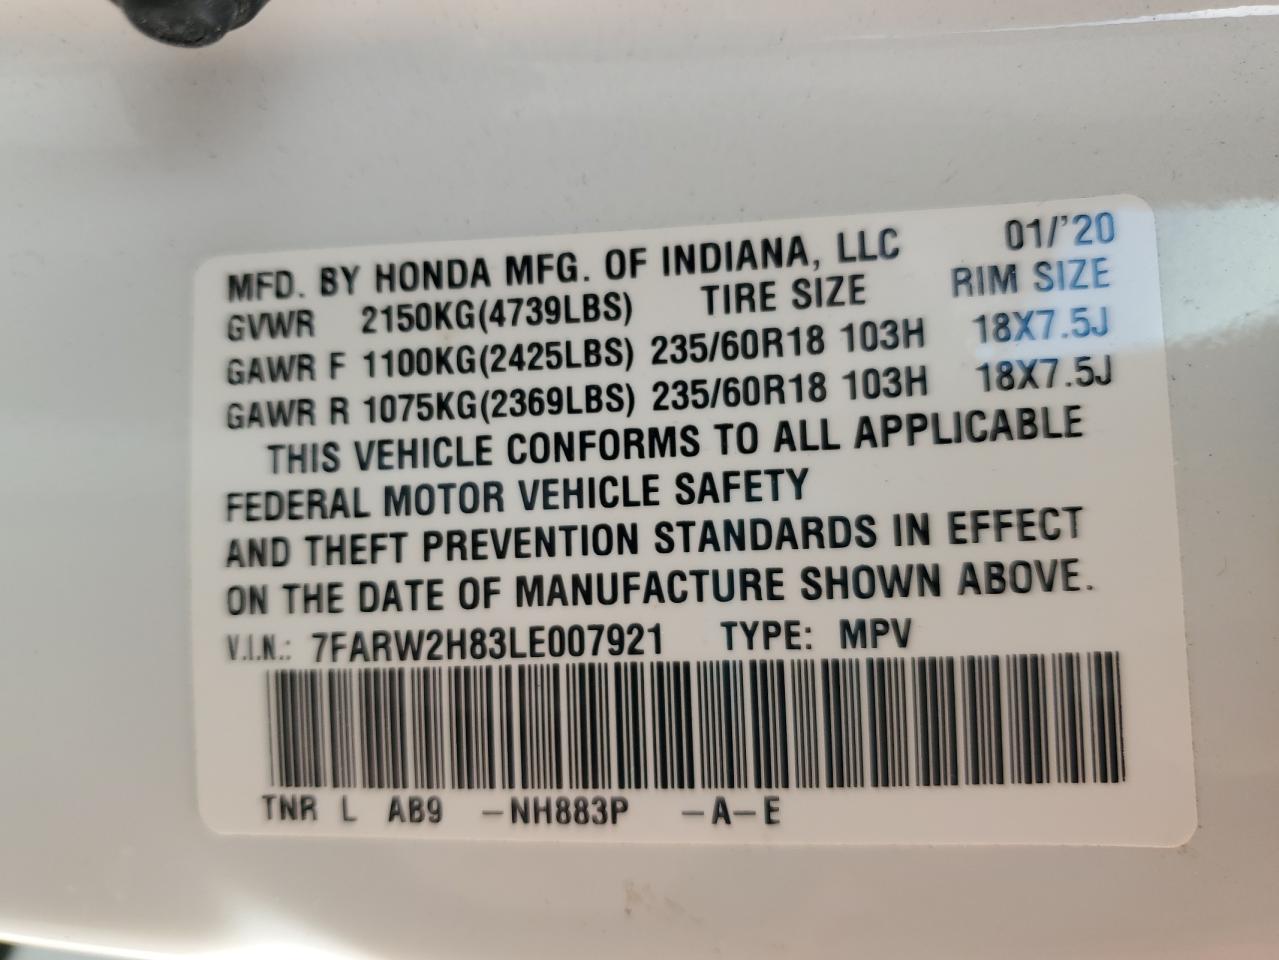 MFD. BY HONDA MFG. OF INDIANA, LLC 01/'20
GVWR 2150KG(4739LBS) TIRE SIZE RIM SIZE
GAWR F 1100KG(2425LBS) 235/60R18 103H 18X7.5J
GAWR R 1075KG(2369LBS) 235/60R18 103H 18X7.5J
THIS VEHICLE CONFORMS TO ALL APPLICABLE
FEDERAL MOTOR VEHICLE SAFETY
AND THEFT PREVENTION STANDARDS IN EFFECT
ON THE DATE OF MANUFACTURE SHOWN ABOVE.
V.I.N.: 7FARW2H83LE007921 TYPE: MPV
TNR L AB9 -NH883P -A-E